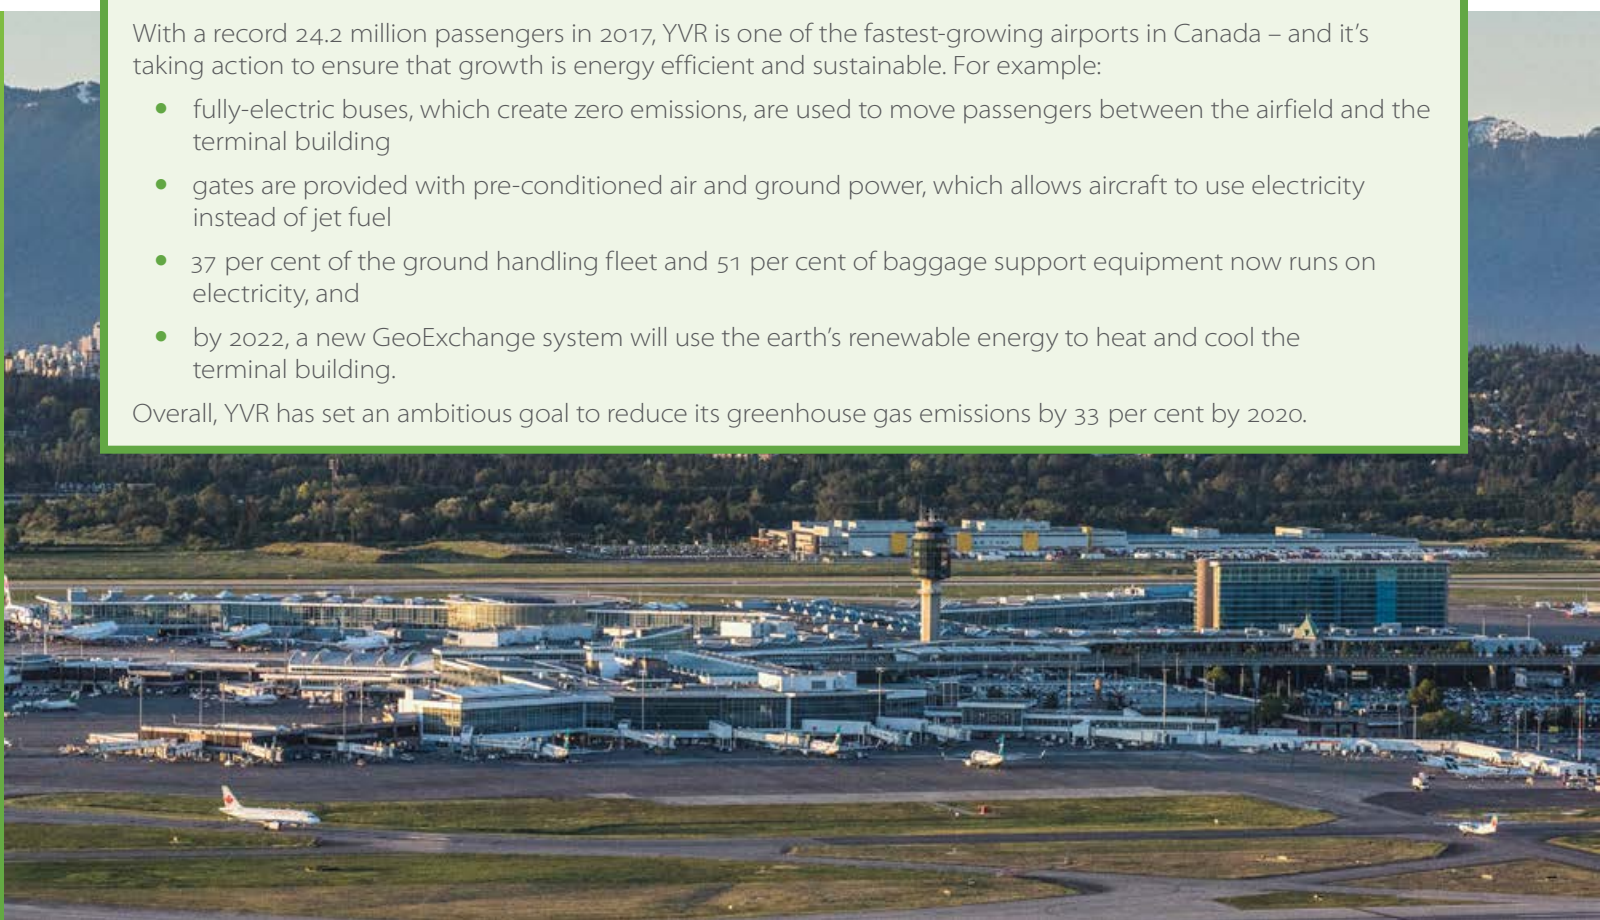 With a record 24.2 million passengers in 2017, YVR is one of the fastest-growing airports in Canada – and it’s
taking action to ensure that growth is energy efficient and sustainable. For example:
• fully-electric buses, which create zero emissions, are used to move passengers between the airfield and the
terminal building
• gates are provided with pre-conditioned air and ground power, which allows aircraft to use electricity
instead of jet fuel
• 37 per cent of the ground handling fleet and 51 per cent of baggage support equipment now runs on
electricity, and
• by 2022, a new GeoExchange system will use the earth’s renewable energy to heat and cool the
terminal building.
Overall, YVR has set an ambitious goal to reduce its greenhouse gas emissions by 33 per cent by 2020.